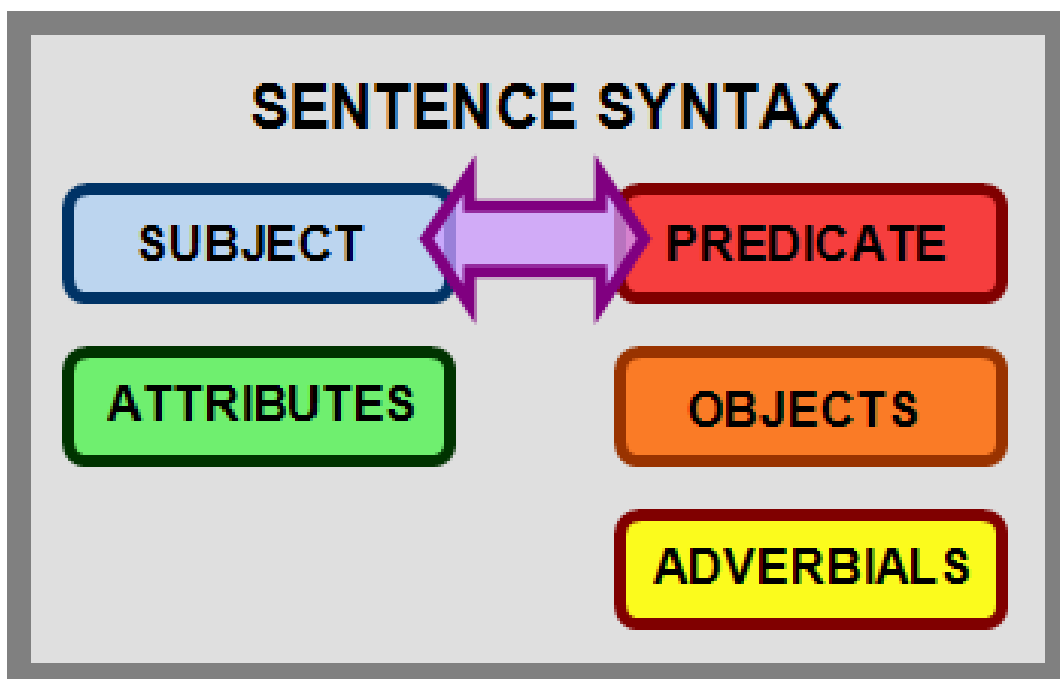 SENTENCE SYNTAX
SUBJECT
PREDICATE
ATTRIBUTES
OBJECTS
ADVERBIALS